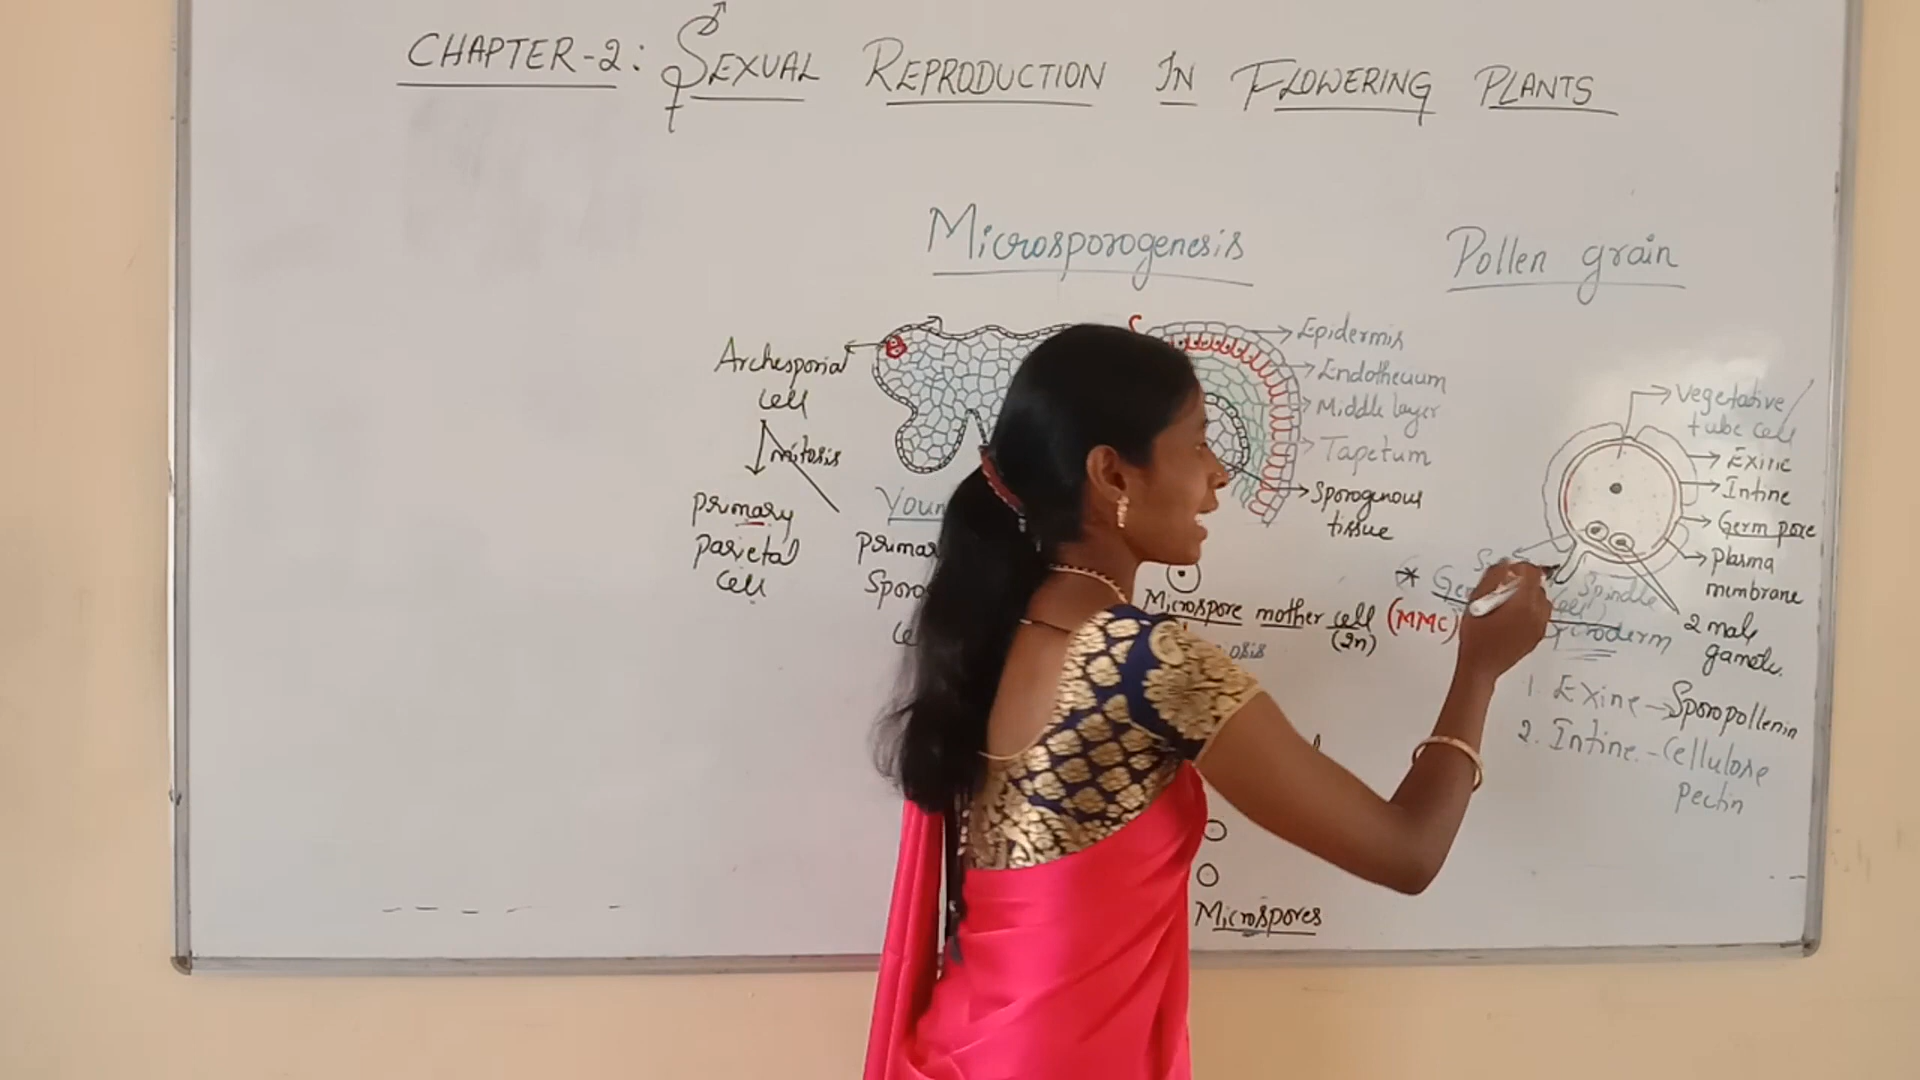 CHAPTER-2: SEXUAL REPRODUCTION IN FLOWERING PLANTS
Microsporogenesis
Pollen grain
Archesporial
cell
mitosis
primary
parietal
cell
Epidermis
Endothecium
Middle layer
Tapetum
Sporogenous
tissue
Microspore mother cell (MMC)
(2n)
Microspores
Vegetative/
tube cell
Exine
Intine
Germ pore
Plasma
membrane
Spindle
2 male
gamete.
1. Exine → Sporopollenin
2. Intine. - Cellulose
Pectin